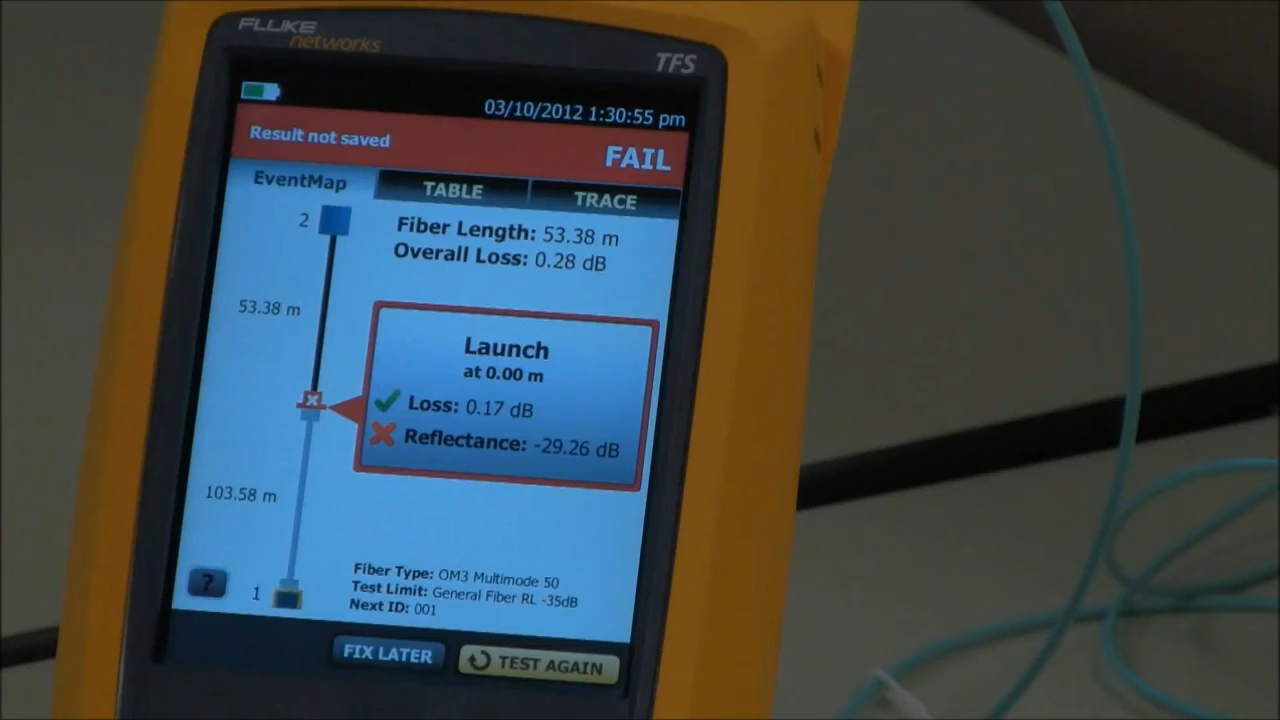 FLUKE
networks
TFS
03/10/2012 1:30:55 pm
Result not saved
FAIL
EventMap
TABLE
TRACE
2
Fiber Length: 53.38 m
Overall Loss: 0.28 dB
53.38 m
Launch
at 0.00 m
Loss: 0.17 dB
Reflectance: -29.26 dB
103.58 m
Fiber Type: OM3 Multimode 50
Test Limit: General Fiber RL -35dB
Next ID: 001
?
1
FIX LATER
TEST AGAIN